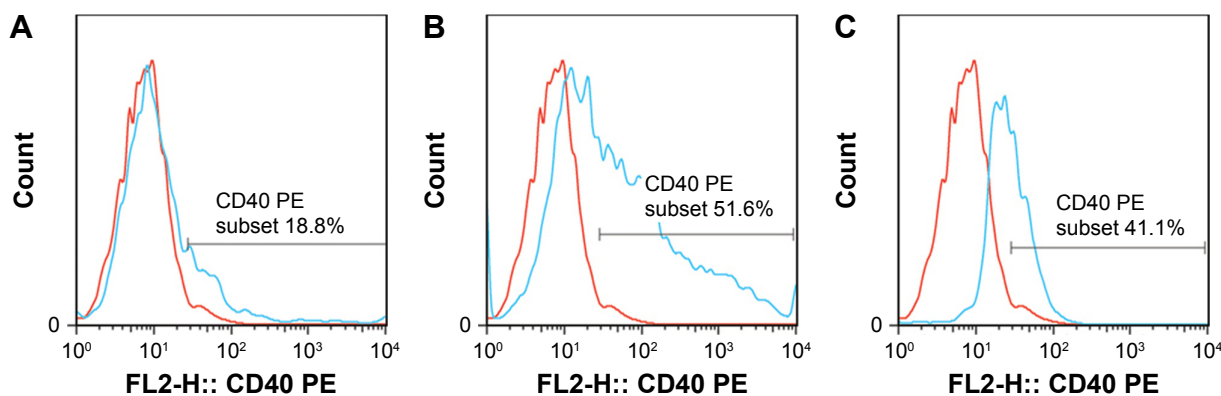 A
Count
CD40 PE
subset 18.8%
0
10⁰ 10¹ 10² 10³ 10⁴
FL2-H:: CD40 PE
B
Count
CD40 PE
subset 51.6%
0
10⁰ 10¹ 10² 10³ 10⁴
FL2-H:: CD40 PE
C
Count
CD40 PE
subset 41.1%
0
10⁰ 10¹ 10² 10³ 10⁴
FL2-H:: CD40 PE